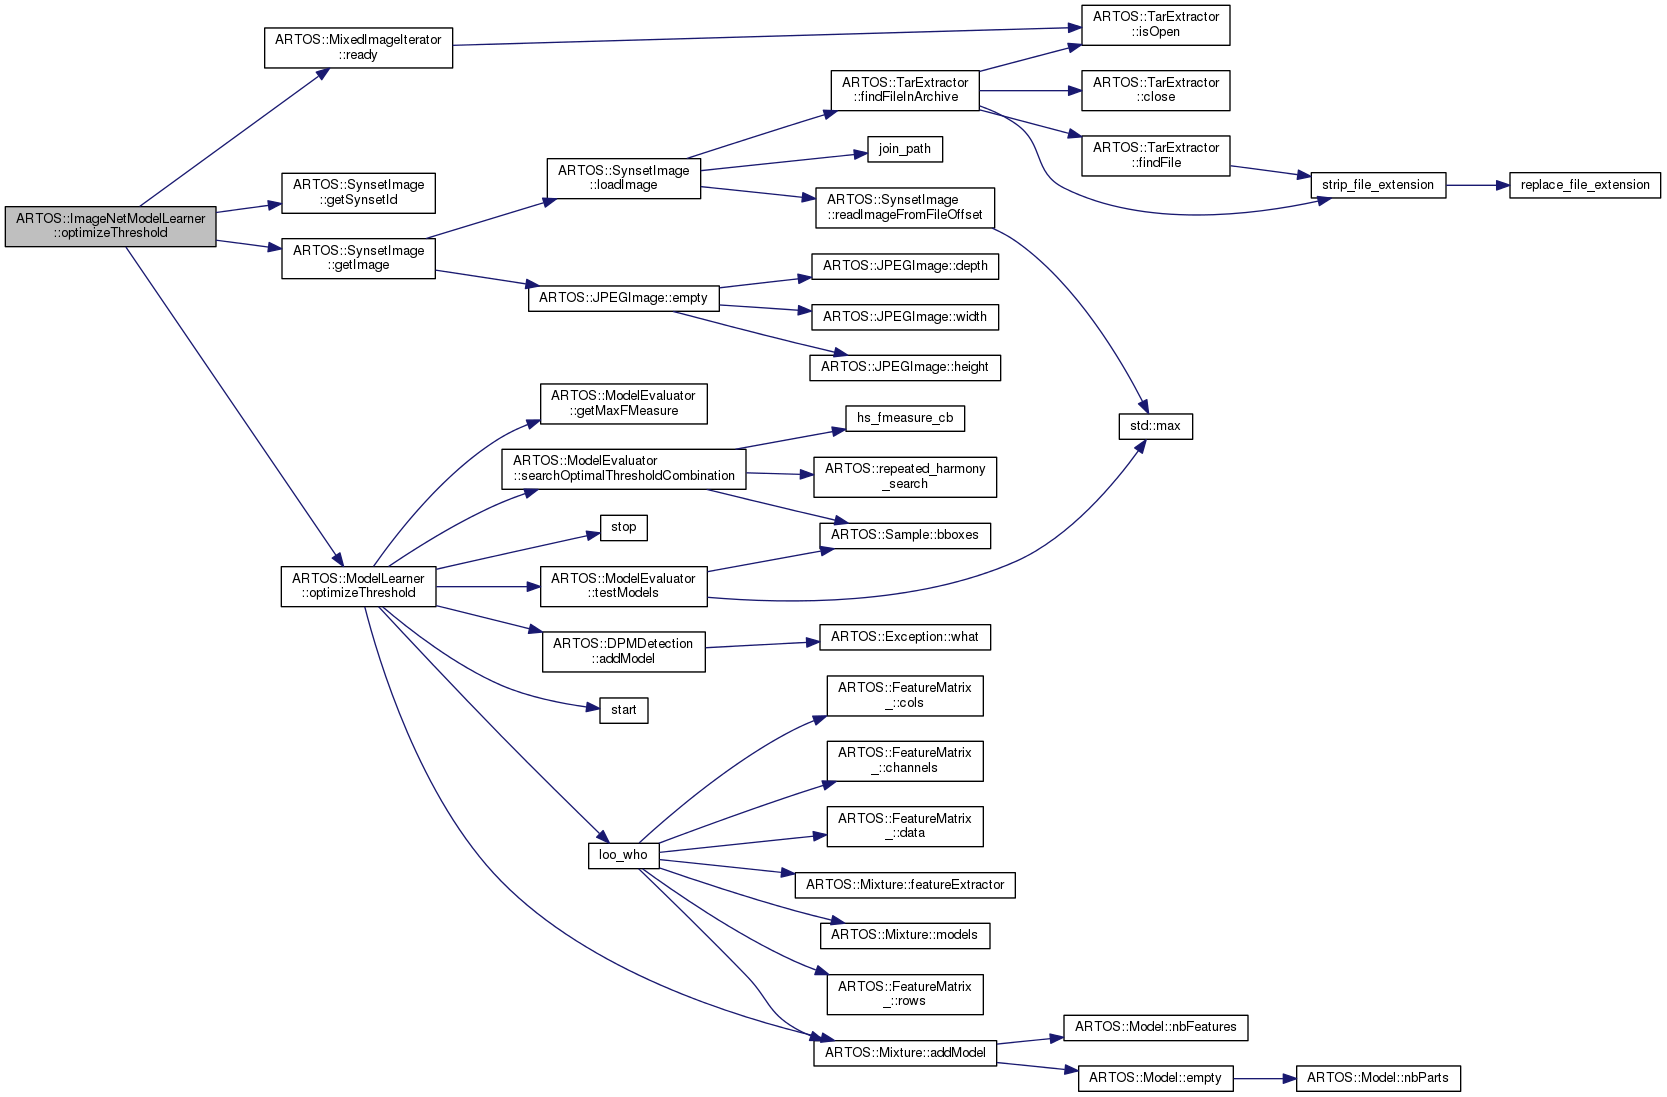 ARTOS::ImageNetModelLearner
::optimizeThreshold
ARTOS::MixedImageIterator
::ready
ARTOS::SynsetImage
::getSynsetId
ARTOS::SynsetImage
::getImage
ARTOS::ModelLearner
::optimizeThreshold
ARTOS::SynsetImage
::loadImage
ARTOS::JPEGImage::empty
ARTOS::ModelEvaluator
::getMaxFMeasure
ARTOS::ModelEvaluator
::searchOptimalThresholdCombination
stop
ARTOS::ModelEvaluator
::testModels
ARTOS::DPMDetection
::addModel
start
loo_who
ARTOS::TarExtractor
::findFileInArchive
join_path
ARTOS::SynsetImage
::readImageFromFileOffset
ARTOS::JPEGImage::depth
ARTOS::JPEGImage::width
ARTOS::JPEGImage::height
hs_fmeasure_cb
ARTOS::repeated_harmony
_search
ARTOS::Sample::bboxes
ARTOS::Exception::what
ARTOS::FeatureMatrix
_::cols
ARTOS::FeatureMatrix
_::channels
ARTOS::FeatureMatrix
_::data
ARTOS::Mixture::featureExtractor
ARTOS::Mixture::models
ARTOS::FeatureMatrix
_::rows
ARTOS::Mixture::addModel
ARTOS::TarExtractor
::isOpen
ARTOS::TarExtractor
::close
ARTOS::TarExtractor
::findFile
std::max
ARTOS::Model::nbFeatures
ARTOS::Model::empty
strip_file_extension
ARTOS::Model::nbParts
replace_file_extension